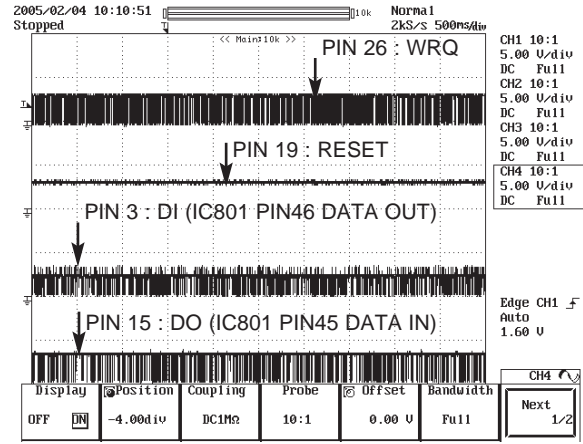 2005/02/04 10:10:51 10k Normal
Stopped 2kS/s 500ms/div
<< Main:10k >>
PIN 26 : WRQ
PIN 19 : RESET
PIN 3 : DI (IC801 PIN46 DATA OUT)
PIN 15 : DO (IC801 PIN45 DATA IN)
CH1 10:1
5.00 V/div
DC Full
CH2 10:1
5.00 V/div
DC Full
CH3 10:1
5.00 V/div
DC Full
CH4 10:1
5.00 V/div
DC Full
Edge CH1
Auto
1.60 V
CH4
Display Position Coupling Probe Offset Bandwidth
OFF ON -4.00div DC1MΩ 10:1 0.00 V Full
Next
1/2